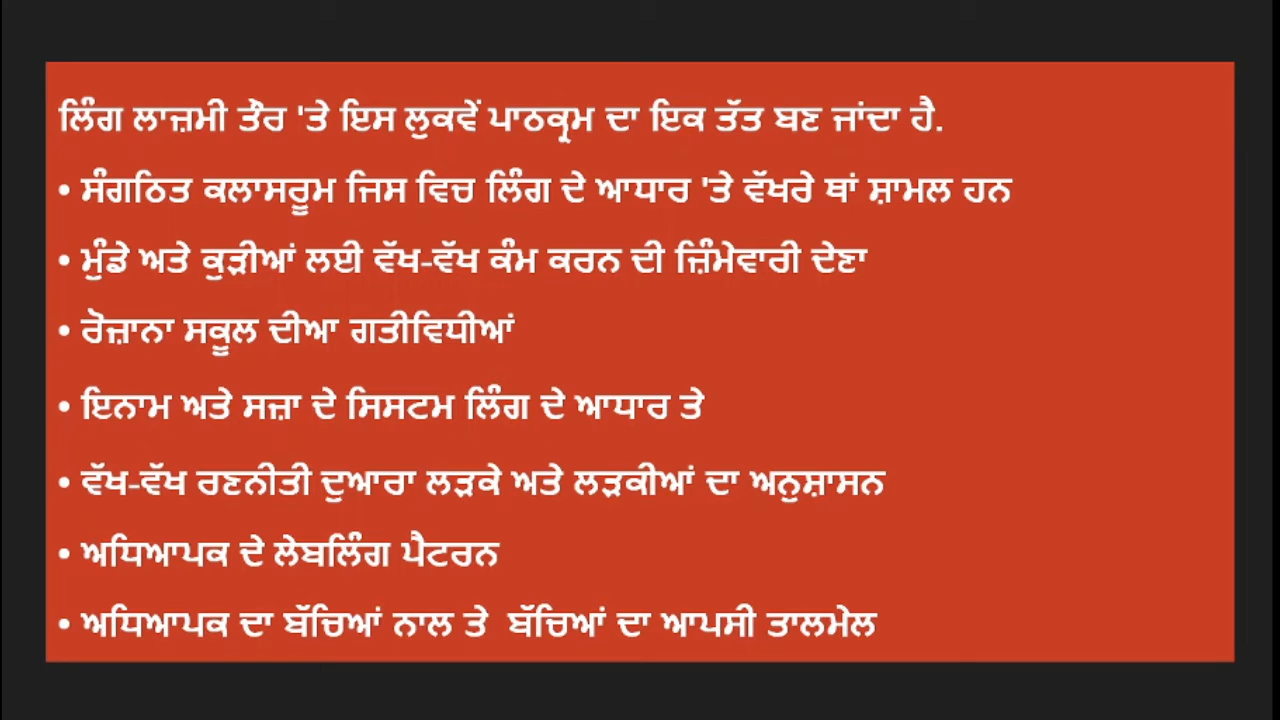 ਲਿੰਗ ਲਾਜ਼ਮੀ ਤੌਰ 'ਤੇ ਇਸ ਲੁਕਵੇਂ ਪਾਠਕ੍ਰਮ ਦਾ ਇਕ ਤੱਤ ਬਣ ਜਾਂਦਾ ਹੈ.
• ਸੰਗਠਿਤ ਕਲਾਸਰੂਮ ਜਿਸ ਵਿਚ ਲਿੰਗ ਦੇ ਆਧਾਰ 'ਤੇ ਵੱਖਰੇ ਥਾਂ ਸ਼ਾਮਲ ਹਨ
• ਮੁੰਡੇ ਅਤੇ ਕੁੜੀਆਂ ਲਈ ਵੱਖ-ਵੱਖ ਕੰਮ ਕਰਨ ਦੀ ਜ਼ਿੰਮੇਵਾਰੀ ਦੇਣਾ
• ਰੋਜ਼ਾਨਾ ਸਕੂਲ ਦੀਆ ਗਤੀਵਿਧੀਆਂ
• ਇਨਾਮ ਅਤੇ ਸਜ਼ਾ ਦੇ ਸਿਸਟਮ ਲਿੰਗ ਦੇ ਆਧਾਰ ਤੇ
• ਵੱਖ-ਵੱਖ ਰਣਨੀਤੀ ਦੁਆਰਾ ਲੜਕੇ ਅਤੇ ਲੜਕੀਆਂ ਦਾ ਅਨੁਸ਼ਾਸਨ
• ਅਧਿਆਪਕ ਦੇ ਲੇਬਲਿੰਗ ਪੈਟਰਨ
• ਅਧਿਆਪਕ ਦਾ ਬੱਚਿਆਂ ਨਾਲ ਤੇ ਬੱਚਿਆਂ ਦਾ ਆਪਸੀ ਤਾਲਮੇਲ